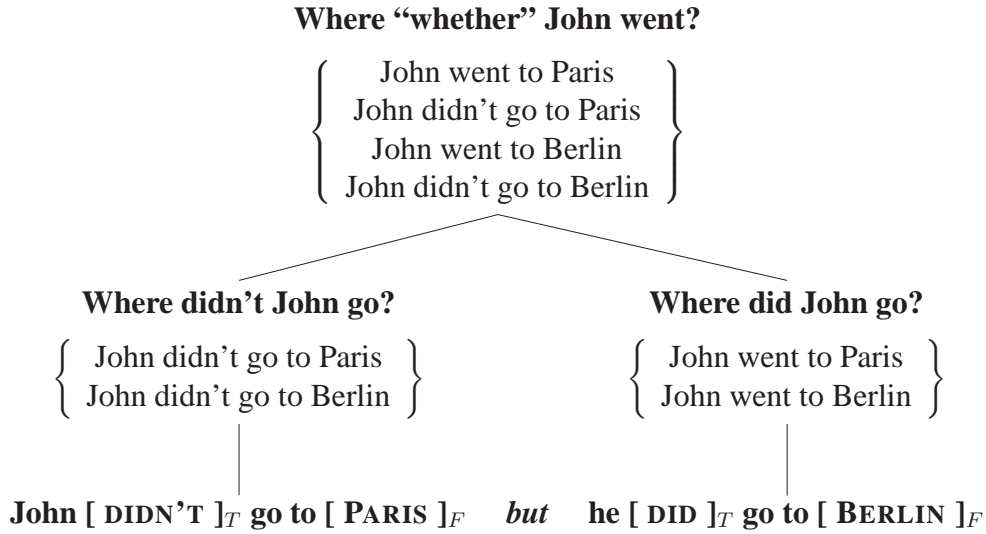 Where “whether” John went?
John went to Paris
John didn't go to Paris
John went to Berlin
John didn't go to Berlin
Where didn't John go?
John didn't go to Paris
John didn't go to Berlin
Where did John go?
John went to Paris
John went to Berlin
John [ DIDN'T ]T go to [ PARIS ]F but he [ DID ]T go to [ BERLIN ]F